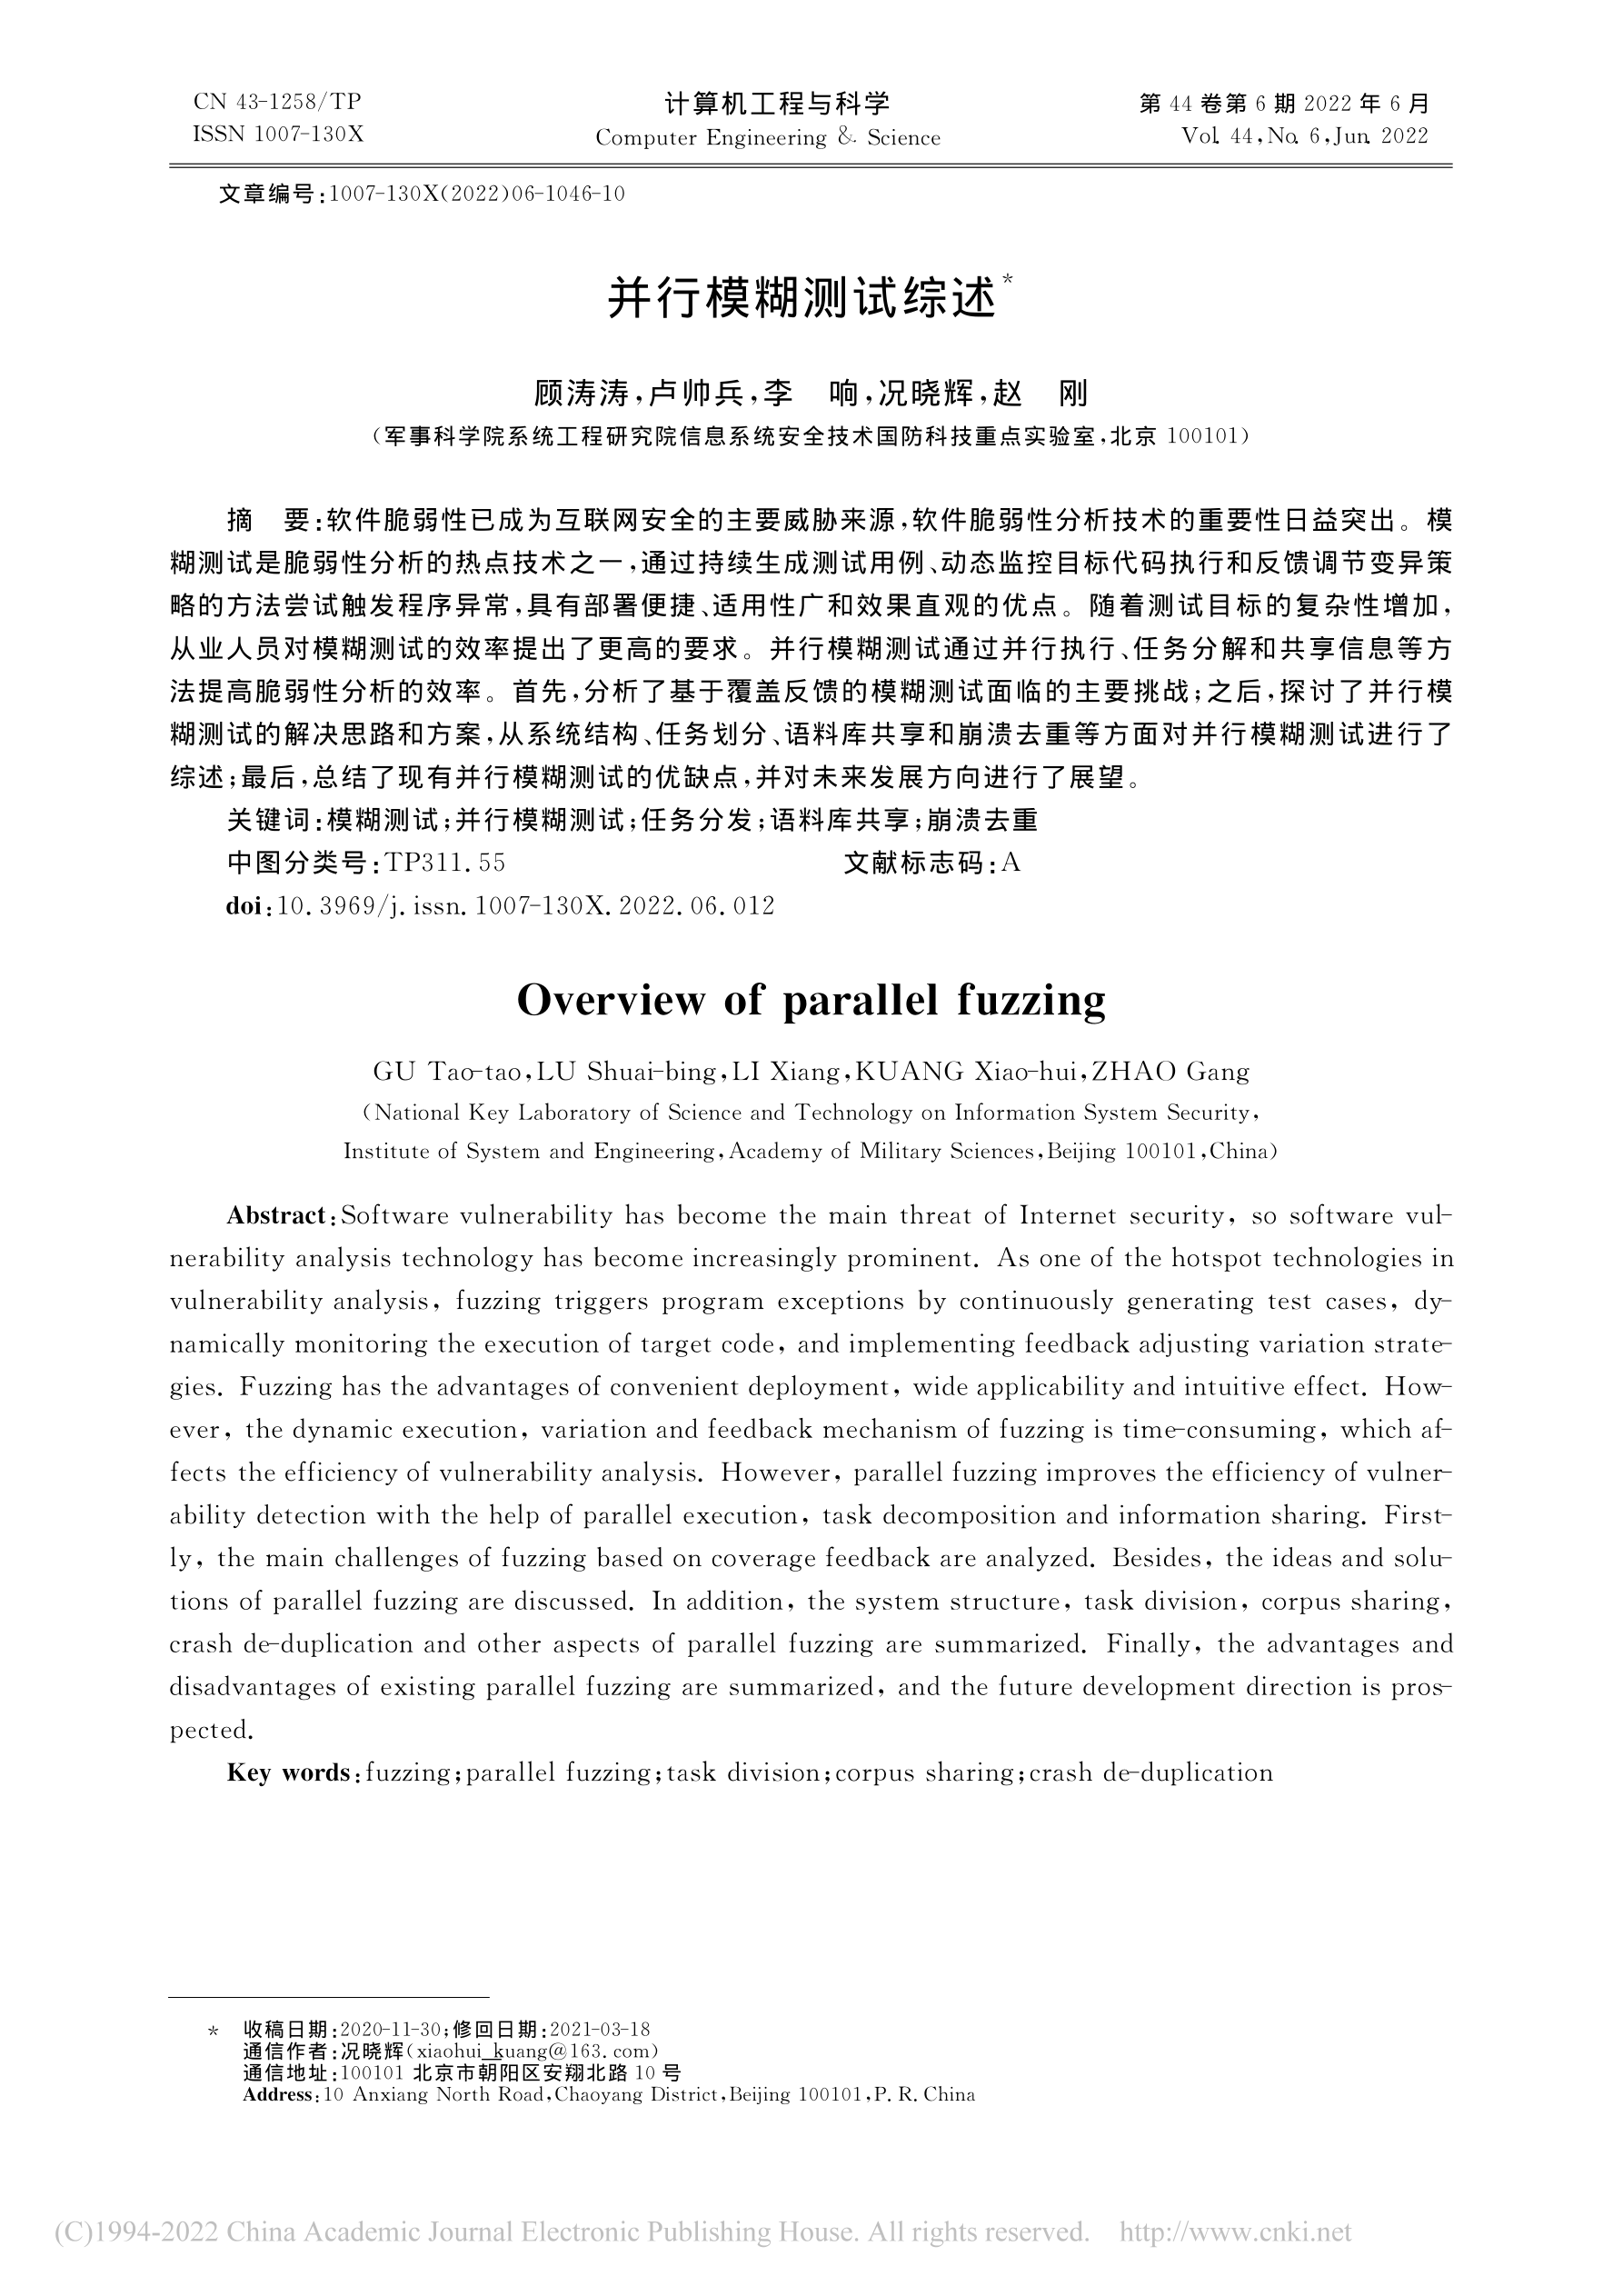 CN 43-1258/TP
ISSN 1007-130X
计算机工程与科学
Computer Engineering & Science
第 44 卷第 6 期 2022 年 6 月
Vol. 44,No. 6,Jun. 2022
文章编号:1007-130X(2022)06-1046-10
并行模糊测试综述*
顾涛涛,卢帅兵,李　响,况晓辉,赵　刚
(军事科学院系统工程研究院信息系统安全技术国防科技重点实验室,北京 100101)
摘　要:软件脆弱性已成为互联网安全的主要威胁来源,软件脆弱性分析技术的重要性日益突出。模
糊测试是脆弱性分析的热点技术之一,通过持续生成测试用例、动态监控目标代码执行和反馈调节变异策
略的方法尝试触发程序异常,具有部署便捷、适用性广和效果直观的优点。随着测试目标的复杂性增加,
从业人员对模糊测试的效率提出了更高的要求。并行模糊测试通过并行执行、任务分解和共享信息等方
法提高脆弱性分析的效率。首先,分析了基于覆盖反馈的模糊测试面临的主要挑战;之后,探讨了并行模
糊测试的解决思路和方案,从系统结构、任务划分、语料库共享和崩溃去重等方面对并行模糊测试进行了
综述;最后,总结了现有并行模糊测试的优缺点,并对未来发展方向进行了展望。
关键词:模糊测试;并行模糊测试;任务分发;语料库共享;崩溃去重
中图分类号:TP311.55　　　文献标志码:A
doi:10.3969/j.issn.1007-130X.2022.06.012
Overview of parallel fuzzing
GU Tao-tao,LU Shuai-bing,LI Xiang,KUANG Xiao-hui,ZHAO Gang
(National Key Laboratory of Science and Technology on Information System Security,
Institute of System and Engineering,Academy of Military Sciences,Beijing 100101,China)
Abstract:Software vulnerability has become the main threat of Internet security, so software vul-
nerability analysis technology has become increasingly prominent. As one of the hotspot technologies in
vulnerability analysis, fuzzing triggers program exceptions by continuously generating test cases, dy-
namically monitoring the execution of target code, and implementing feedback adjusting variation strate-
gies. Fuzzing has the advantages of convenient deployment, wide applicability and intuitive effect. How-
ever, the dynamic execution, variation and feedback mechanism of fuzzing is time-consuming, which af-
fects the efficiency of vulnerability analysis. However, parallel fuzzing improves the efficiency of vulner-
ability detection with the help of parallel execution, task decomposition and information sharing. First-
ly, the main challenges of fuzzing based on coverage feedback are analyzed. Besides, the ideas and solu-
tions of parallel fuzzing are discussed. In addition, the system structure, task division, corpus sharing,
crash de-duplication and other aspects of parallel fuzzing are summarized. Finally, the advantages and
disadvantages of existing parallel fuzzing are summarized, and the future development direction is pros-
pected.
Key words:fuzzing;parallel fuzzing;task division;corpus sharing;crash de-duplication
* 收稿日期:2020-11-30;修回日期:2021-03-18
通信作者:况晓辉(xiaohui_kuang@163.com)
通信地址:100101 北京市朝阳区安翔北路 10 号
Address:10 Anxiang North Road,Chaoyang District,Beijing 100101,P.R.China
(C)1994-2022 China Academic Journal Electronic Publishing House. All rights reserved. http://www.cnki.net